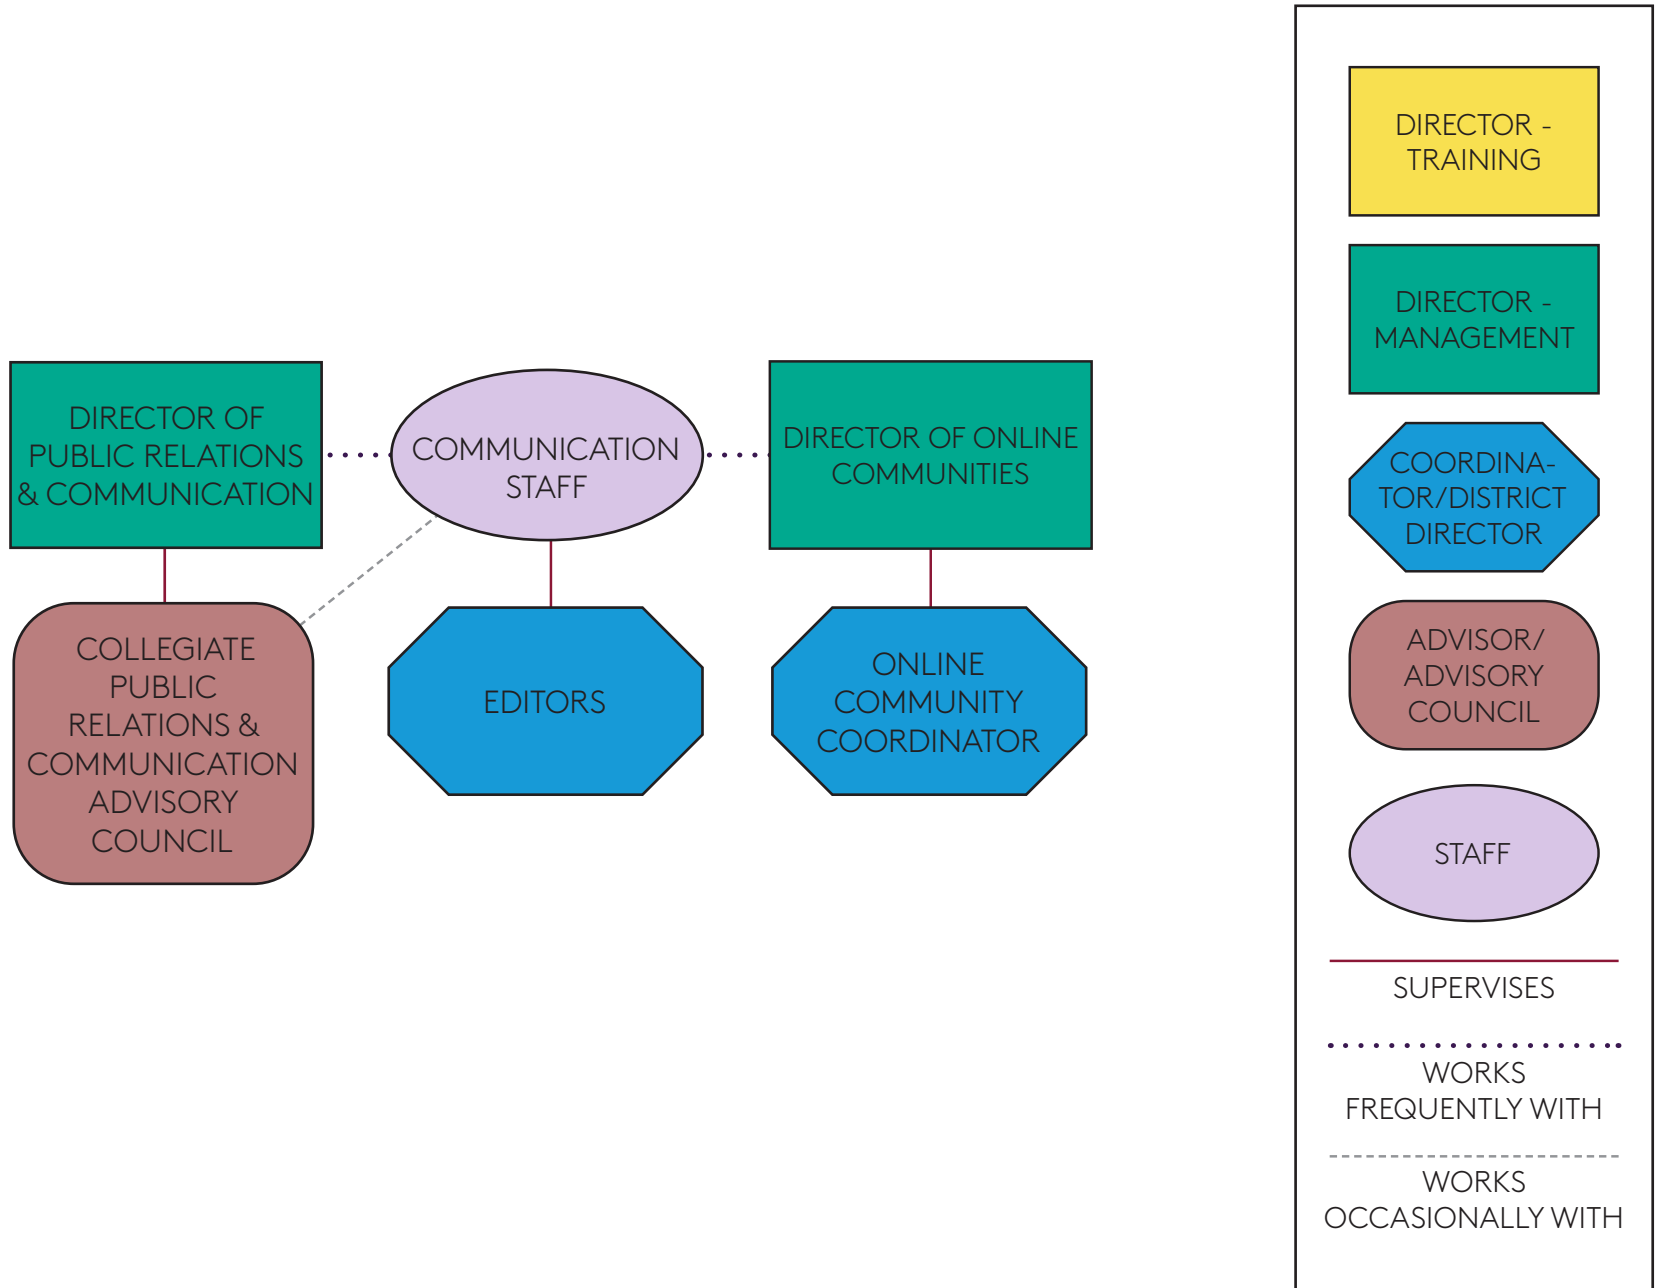 DIRECTOR OF
PUBLIC RELATIONS
& COMMUNICATION
COMMUNICATION
STAFF
DIRECTOR OF ONLINE
COMMUNITIES
COLLEGIATE
PUBLIC
RELATIONS &
COMMUNICATION
ADVISORY
COUNCIL
EDITORS
ONLINE
COMMUNITY
COORDINATOR
DIRECTOR -
TRAINING
DIRECTOR -
MANAGEMENT
COORDINA-
TOR/DISTRICT
DIRECTOR
ADVISOR/
ADVISORY
COUNCIL
STAFF
SUPERVISES
WORKS
FREQUENTLY WITH
WORKS
OCCASIONALLY WITH